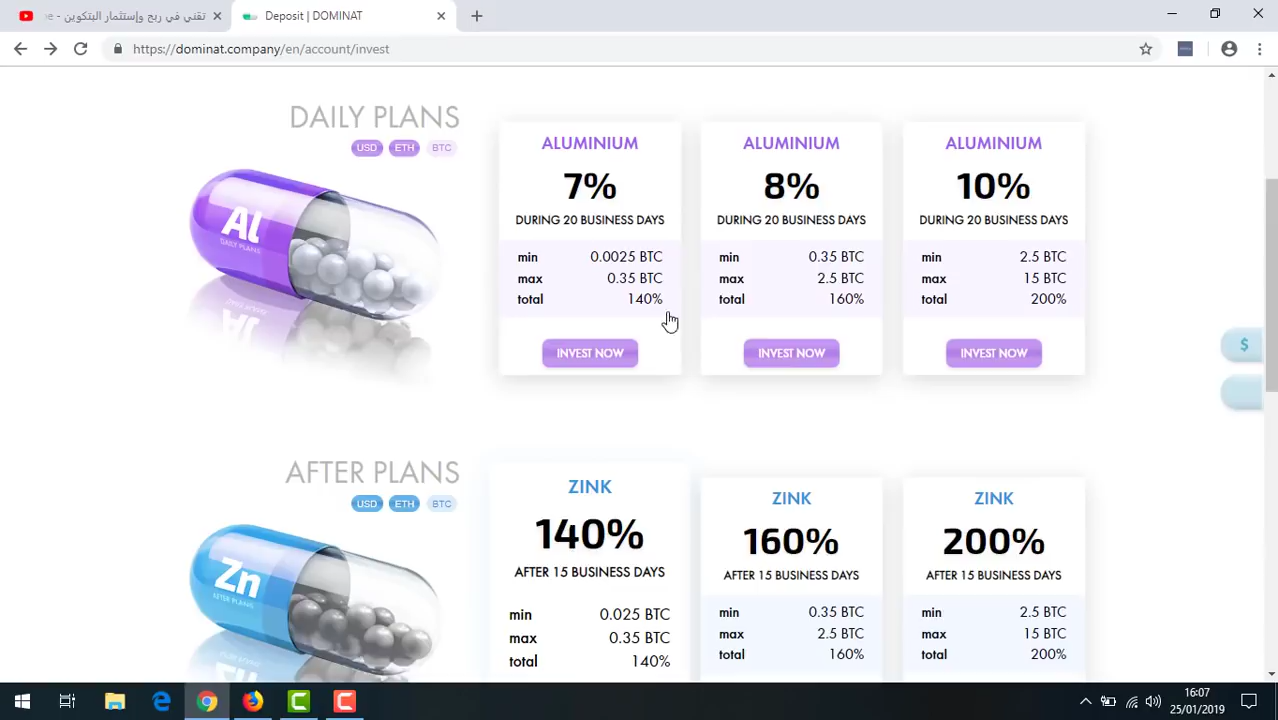 تقني في ربح وإستثمار البتكوين - e
Deposit | DOMINAT
https://dominat.company/en/account/invest
DAILY PLANS
USD ETH BTC
Al
DAILY PLANS
ALUMINIUM
7%
DURING 20 BUSINESS DAYS
min 0.0025 BTC
max 0.35 BTC
total 140%
INVEST NOW
ALUMINIUM
8%
DURING 20 BUSINESS DAYS
min 0.35 BTC
max 2.5 BTC
total 160%
INVEST NOW
ALUMINIUM
10%
DURING 20 BUSINESS DAYS
min 2.5 BTC
max 15 BTC
total 200%
INVEST NOW
$
AFTER PLANS
USD ETH BTC
Zn
AFTER PLANS
ZINK
140%
AFTER 15 BUSINESS DAYS
min 0.025 BTC
max 0.35 BTC
total 140%
ZINK
160%
AFTER 15 BUSINESS DAYS
min 0.35 BTC
max 2.5 BTC
total 160%
ZINK
200%
AFTER 15 BUSINESS DAYS
min 2.5 BTC
max 15 BTC
total 200%
16:07
25/01/2019